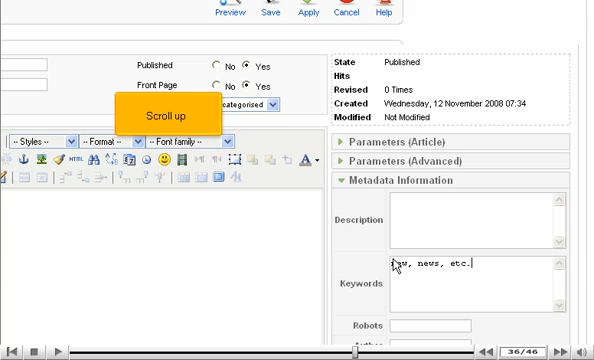 Preview Save Apply Cancel Help
Published No Yes
Front Page No Yes
categorised
Scroll up
-- Styles -- -- Format -- -- Font family --
HTML
A
State Published
Hits
Revised 0 Times
Created Wednesday, 12 November 2008 07:34
Modified Not Modified
Parameters (Article)
Parameters (Advanced)
Metadata Information
Description
Keywords
news, etc.
Robots
36/46